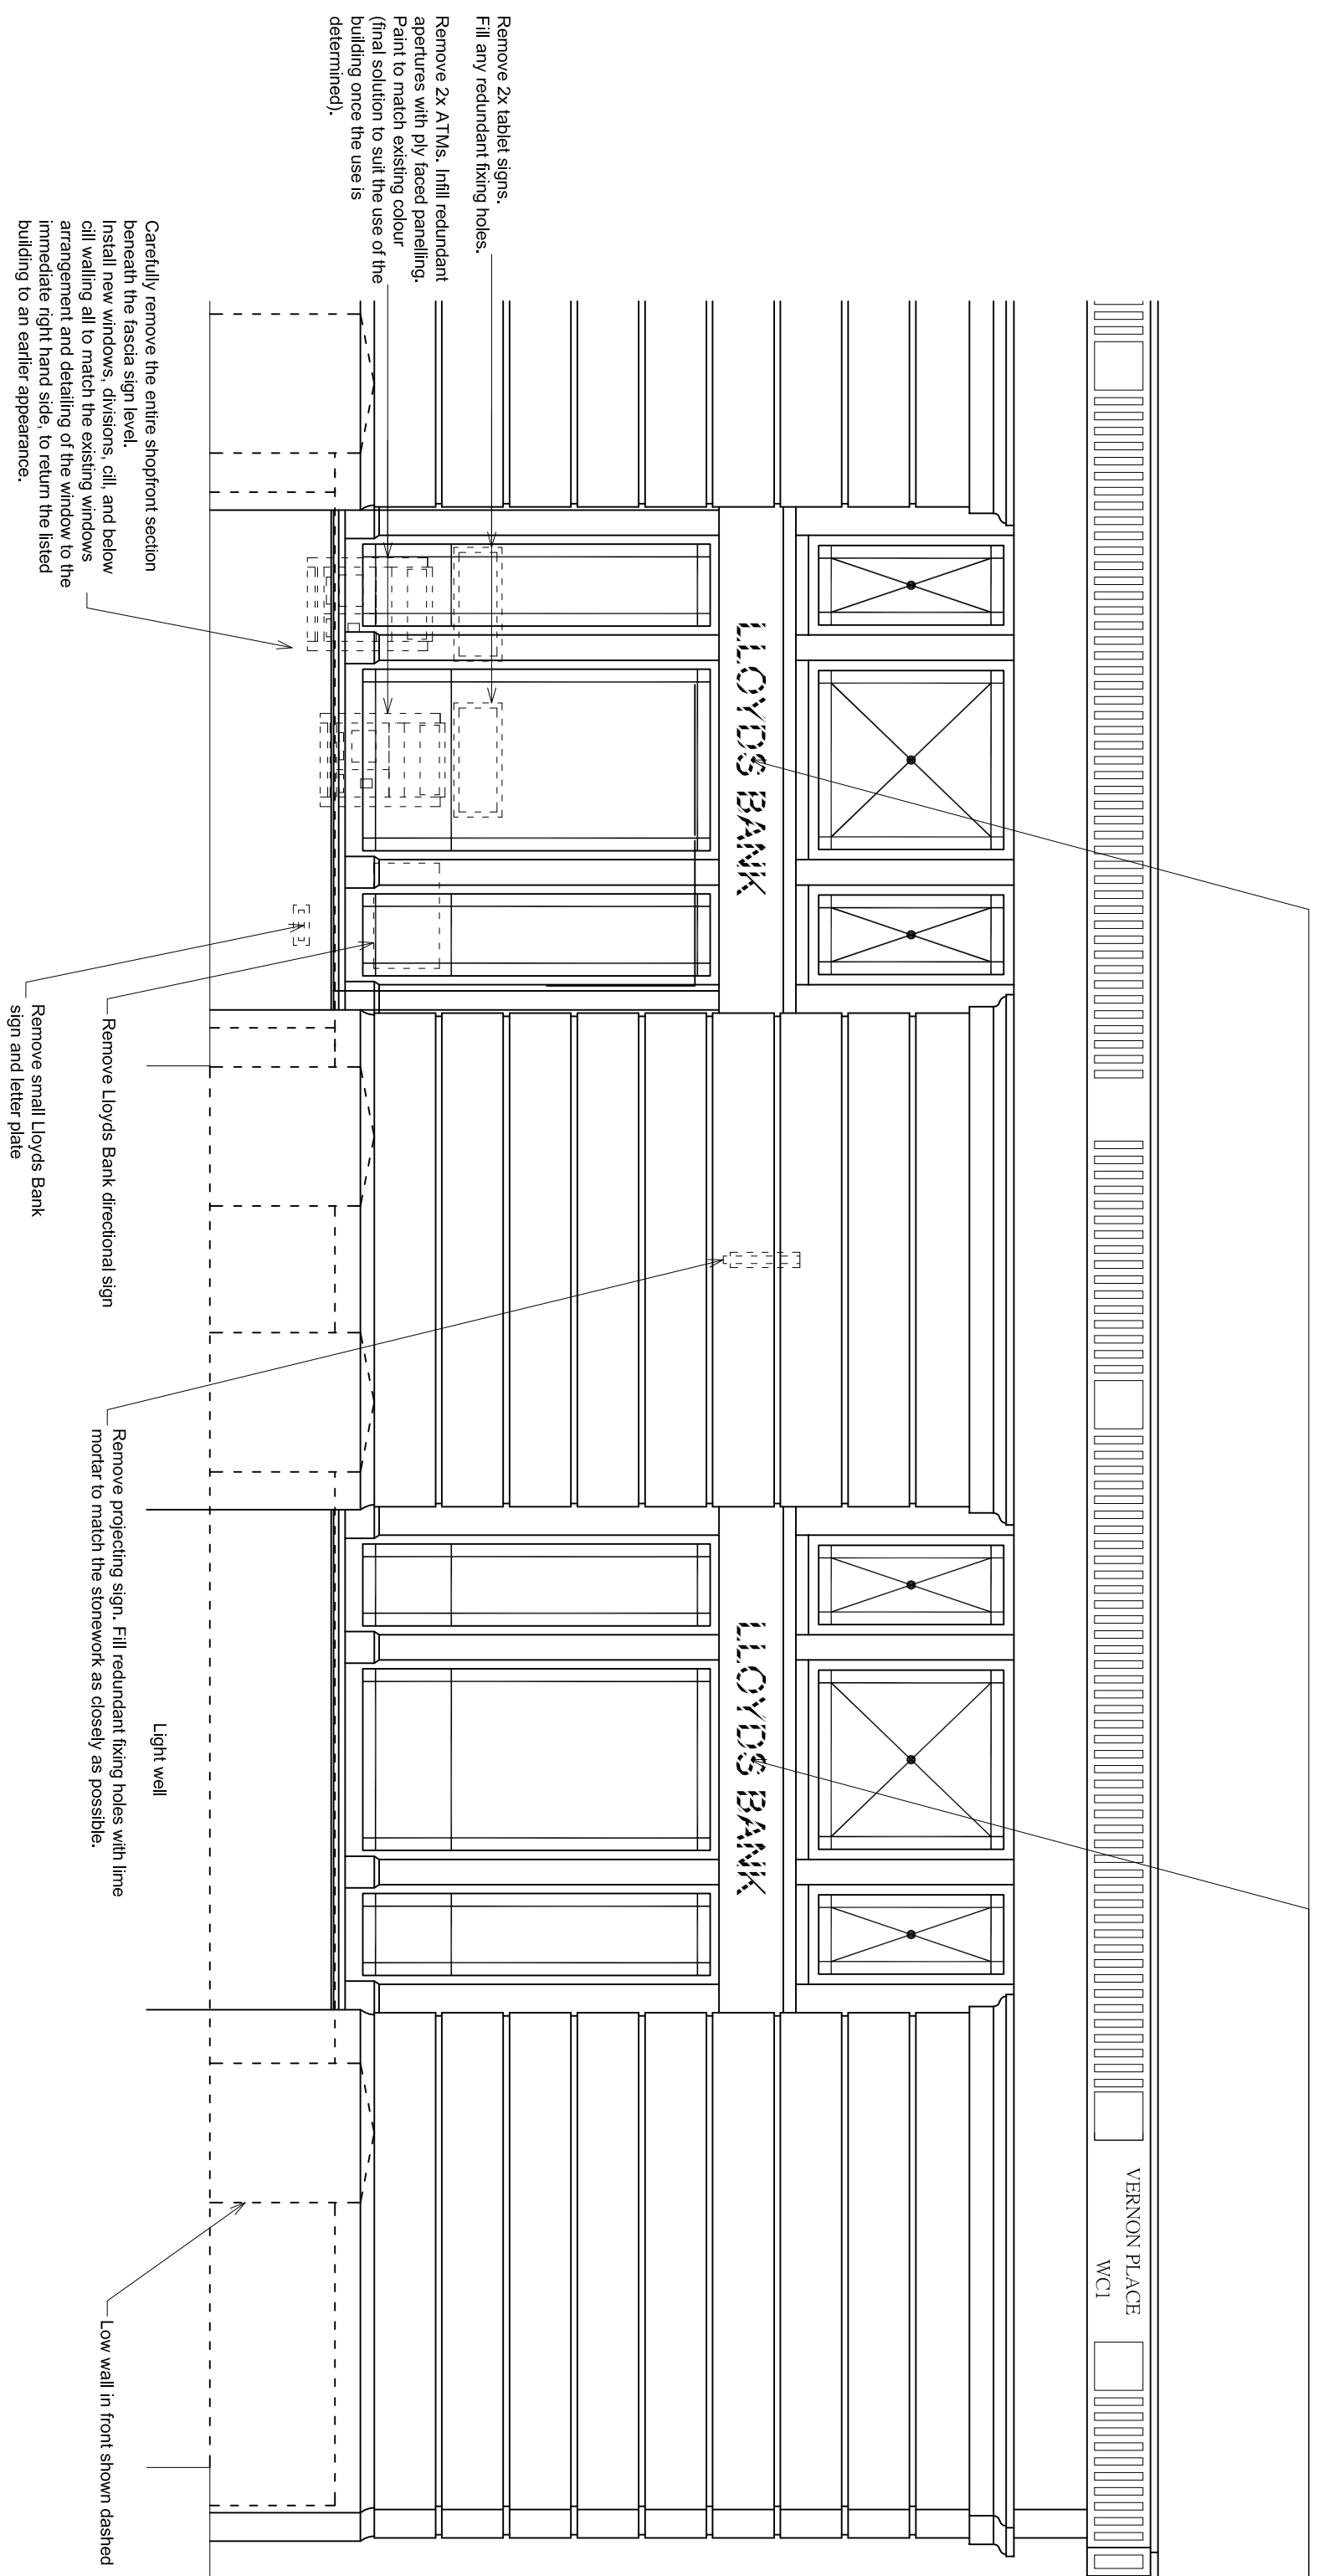 VERNON PLACE
WC1
LLOYDS BANK
LLOYDS BANK
Remove 2x tablet signs.
Fill any redundant fixing holes.
Remove 2x ATMs. Infill redundant
apertures with ply faced panelling.
Paint to match existing colour
(final solution to suit the use of the
building once the use is
determined).
Carefully remove the entire shopfront section
beneath the fascia sign level.
Install new windows, divisions, cill, and below
cill walling all to match the existing windows
arrangement and detailing of the window to the
immediate right hand side, to return the listed
building to an earlier appearance.
Remove small Lloyds Bank
sign and letter plate
Remove Lloyds Bank directional sign
Remove projecting sign. Fill redundant fixing holes with lime
mortar to match the stonework as closely as possible.
Light well
Low wall in front shown dashed